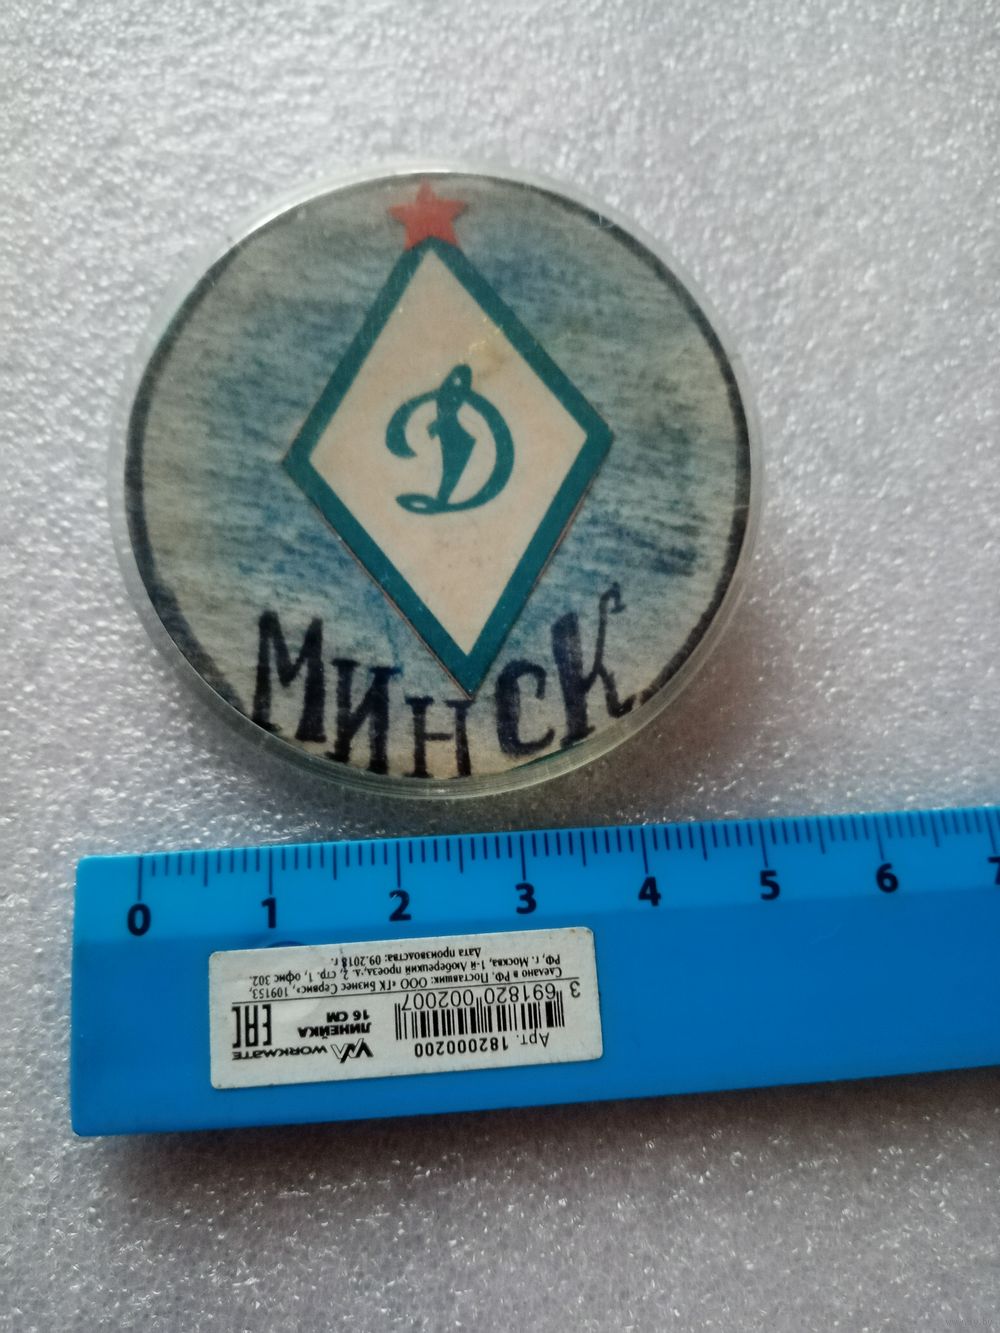 Д
МИНСК
0 1 2 3 4 5 6 7
Арт. 182000200
3 691820 002007
WORKMATE
ЛИНЕЙКА
16 СМ
ЕАС
Сделано в РФ, Поставщик: ООО «ГК Бизнес Сервис», 109153,
РФ, г. Москва, 1-й Люберецкий проезд, д. 2, стр. 1, офис 302.
Дата производства: 09.2018 г.